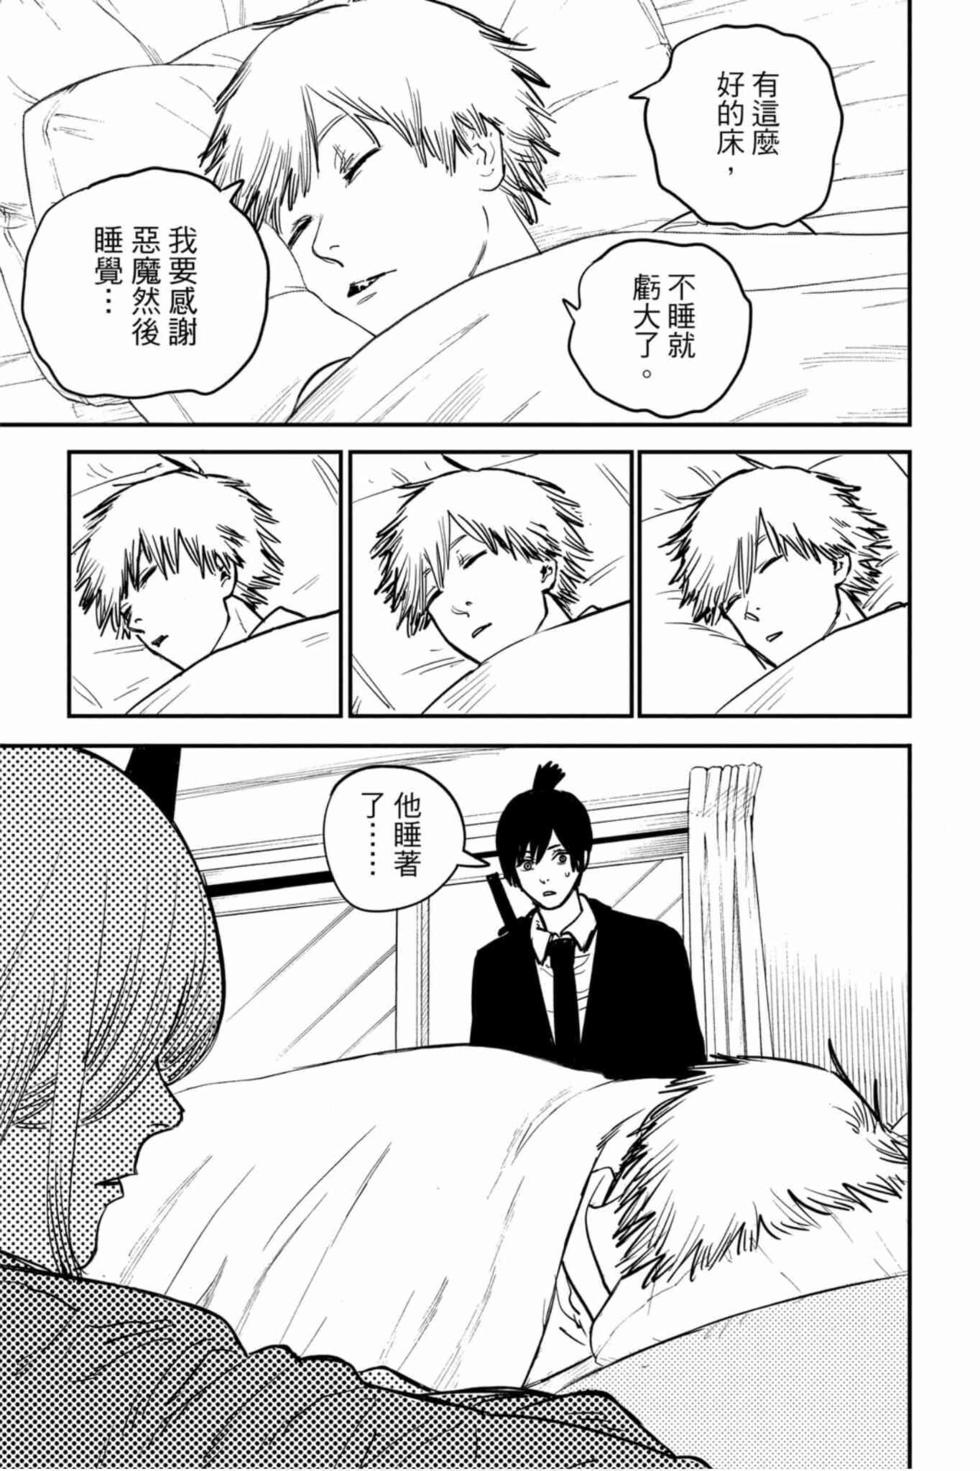 有這麼
好的床，
不睡就
虧大了。
我要感謝
惡魔然後
睡覺…
他睡著
了……